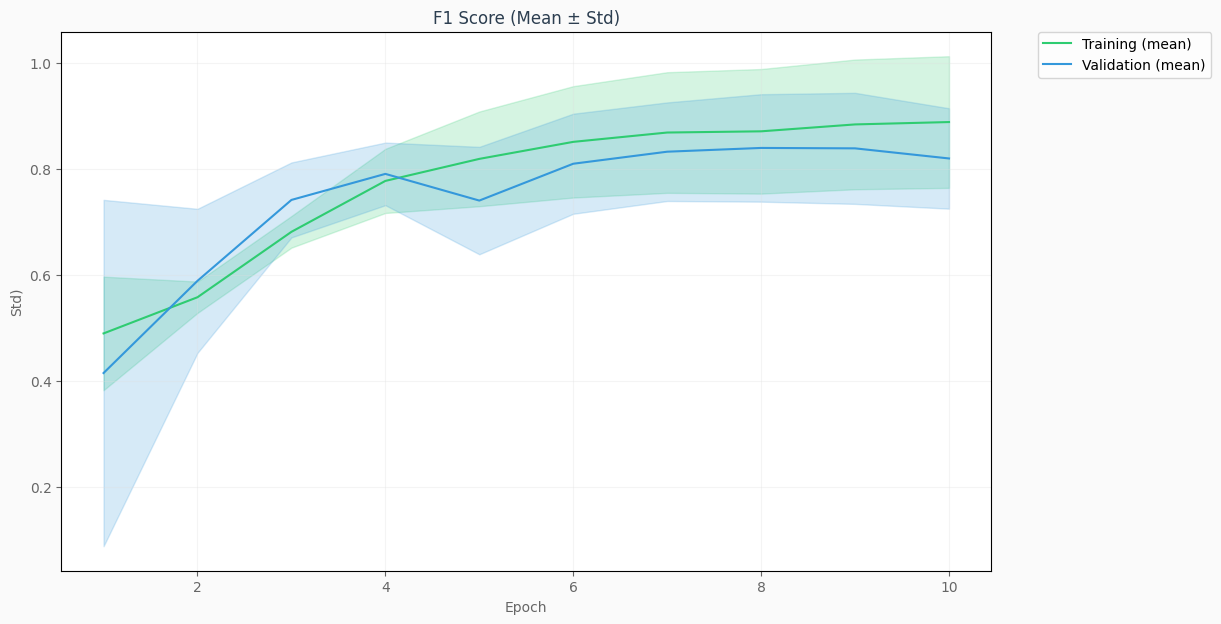 F1 Score (Mean ± Std)
Training (mean)
Validation (mean)
Std)
1.0
0.8
0.6
0.4
0.2
2 4 6 8 10
Epoch